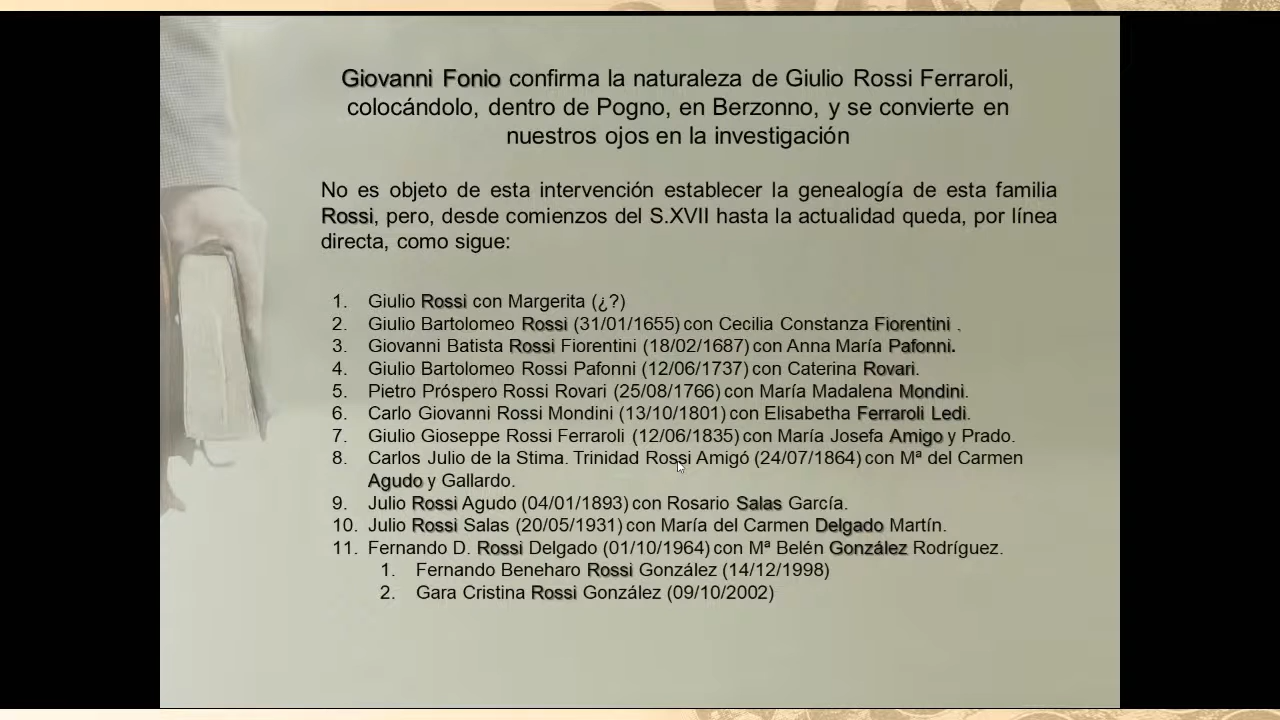 Giovanni Fonio confirma la naturaleza de Giulio Rossi Ferraroli,
colocándolo, dentro de Pogno, en Berzonno, y se convierte en
nuestros ojos en la investigación
No es objeto de esta intervención establecer la genealogía de esta familia
Rossi, pero, desde comienzos del S.XVII hasta la actualidad queda, por línea
directa, como sigue:
1. Giulio Rossi con Margerita (¿?)
2. Giulio Bartolomeo Rossi (31/01/1655) con Cecilia Constanza Fiorentini .
3. Giovanni Batista Rossi Fiorentini (18/02/1687) con Anna María Pafonni.
4. Giulio Bartolomeo Rossi Pafonni (12/06/1737) con Caterina Rovari.
5. Pietro Próspero Rossi Rovari (25/08/1766) con María Madalena Mondini.
6. Carlo Giovanni Rossi Mondini (13/10/1801) con Elisabetha Ferraroli Ledi.
7. Giulio Gioseppe Rossi Ferraroli (12/06/1835) con María Josefa Amigo y Prado.
8. Carlos Julio de la Stima. Trinidad Rossi Amigó (24/07/1864) con Mª del Carmen
Agudo y Gallardo.
9. Julio Rossi Agudo (04/01/1893) con Rosario Salas García.
10. Julio Rossi Salas (20/05/1931) con María del Carmen Delgado Martín.
11. Fernando D. Rossi Delgado (01/10/1964) con Mª Belén González Rodríguez.
1. Fernando Beneharo Rossi González (14/12/1998)
2. Gara Cristina Rossi González (09/10/2002)